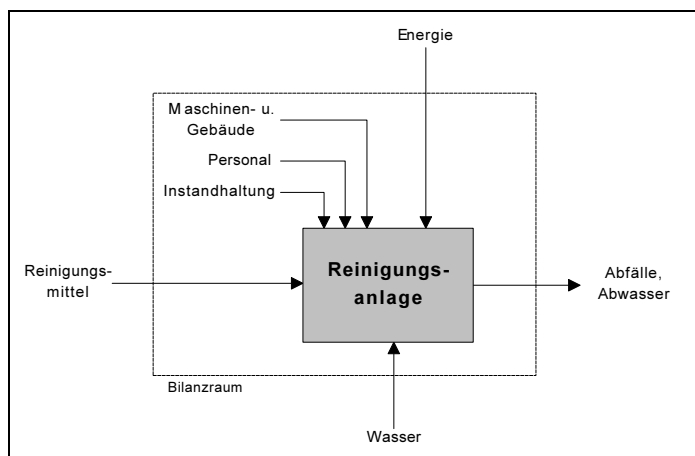 Energie
Maschinen- u.
Gebäude
Personal
Instandhaltung
Reinigungs-
mittel
Reinigungs-
anlage
Abfälle,
Abwasser
Bilanzraum
Wasser